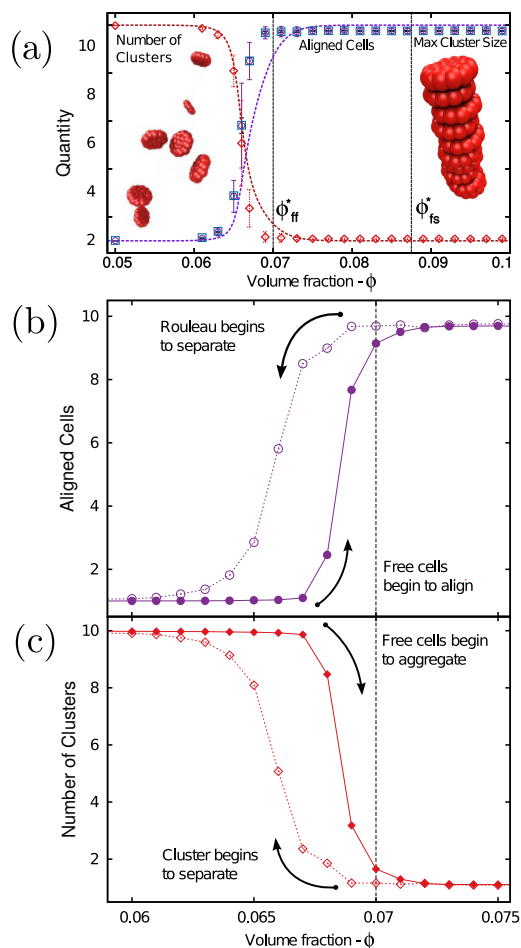 (a)
Number of
Clusters
Aligned Cells
Max Cluster Size
ϕ*ff
ϕ*fs
Quantity
10
8
6
4
2
0.05
0.06
0.07
0.08
0.09
0.1
Volume fraction - ϕ
(b)
Rouleau begins
to separate
Free cells
begin to align
Aligned Cells
10
8
6
4
2
(c)
Free cells begin
to aggregate
Cluster begins
to separate
Number of Clusters
10
8
6
4
2
0.06
0.065
0.07
0.075
Volume fraction - ϕ